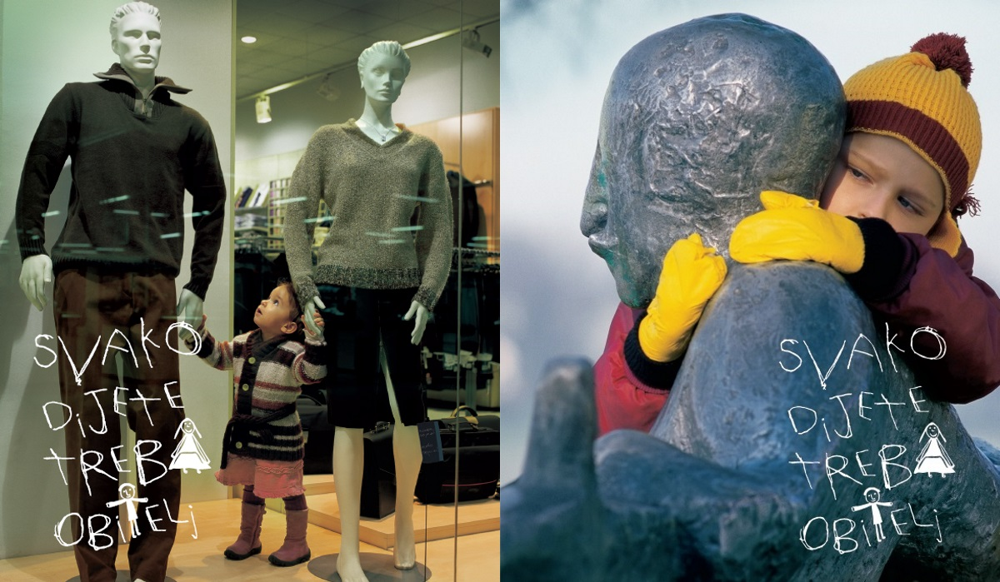 SVAKO
DiJETE
TREBA
OBiTELj
SVAKO
DiJETE
TREBA
OBiTELj